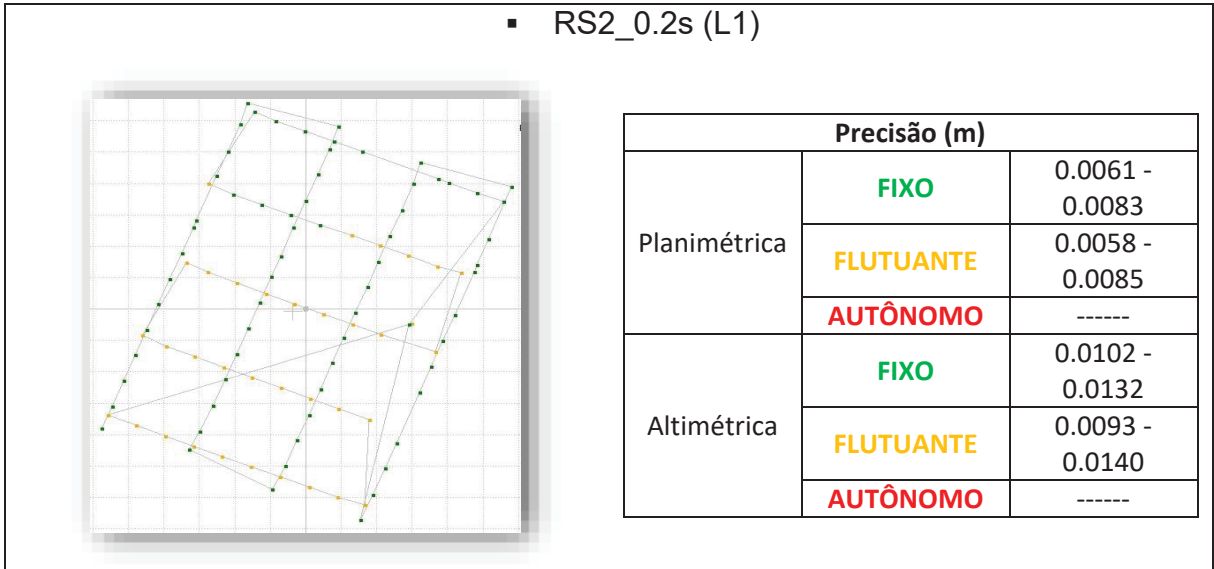 ▪ RS2_0.2s (L1)
Precisão (m)
Planimétrica
FIXO
0.0061 -
0.0083
FLUTUANTE
0.0058 -
0.0085
AUTÔNOMO
------
Altimétrica
FIXO
0.0102 -
0.0132
FLUTUANTE
0.0093 -
0.0140
AUTÔNOMO
------